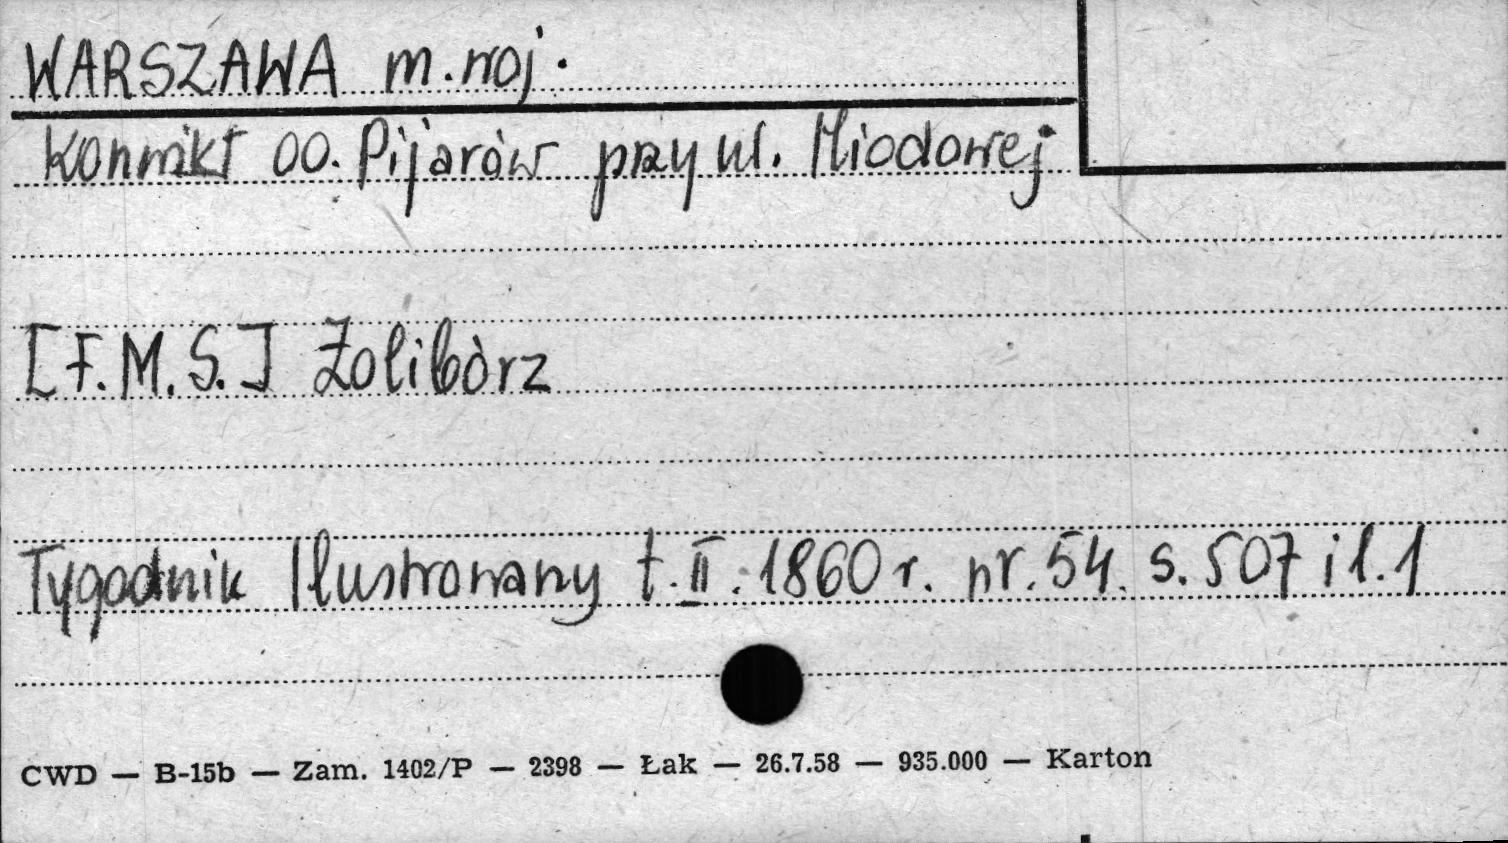 WARSZAWA m. woj.
Konwikt OO. Pijarów przy ul. Miodowej
[F.M.S.] Żolibórz
Tygodnik Ilustrowany t. II. 1860 r. nr. 54. s. 507 il. 1
CWD — B-15b — Zam. 1402/P — 2398 — Łak — 26.7.58 — 935.000 — Karton